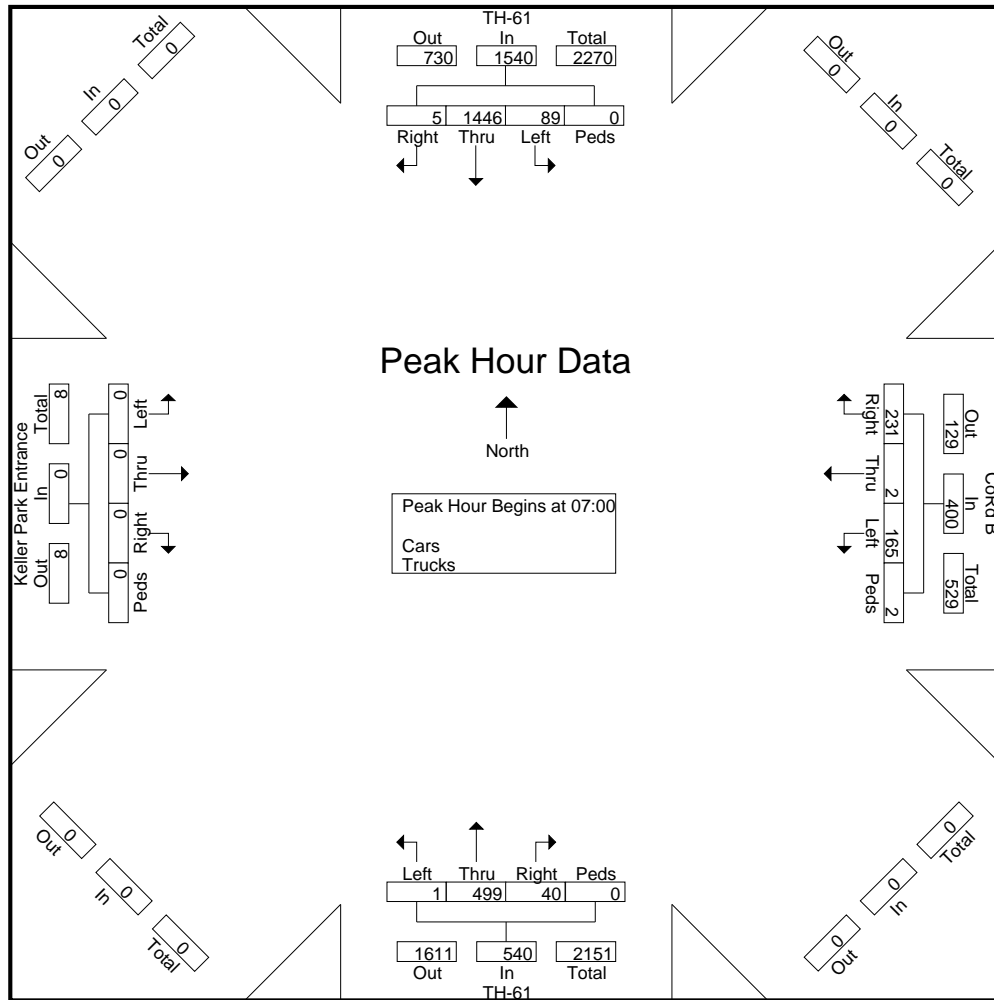 TH-61
Out In Total
730 1540 2270
5 1446 89 0
Right Thru Left Peds
Total
0
In
0
Out
0
Out
0
In
0
Total
0
Peak Hour Data
North
Peak Hour Begins at 07:00
Cars
Trucks
Keller Park Entrance
Total In Out
8 0 8
0 0 0 0
Left Thru Right Peds
CoRd B
Out In Total
129 400 529
231 2 165 2
Right Thru Left Peds
0
Out
0
In
0
Total
0
Total
0
In
0
Out
Left Thru Right Peds
1 499 40 0
1611 540 2151
Out In Total
TH-61